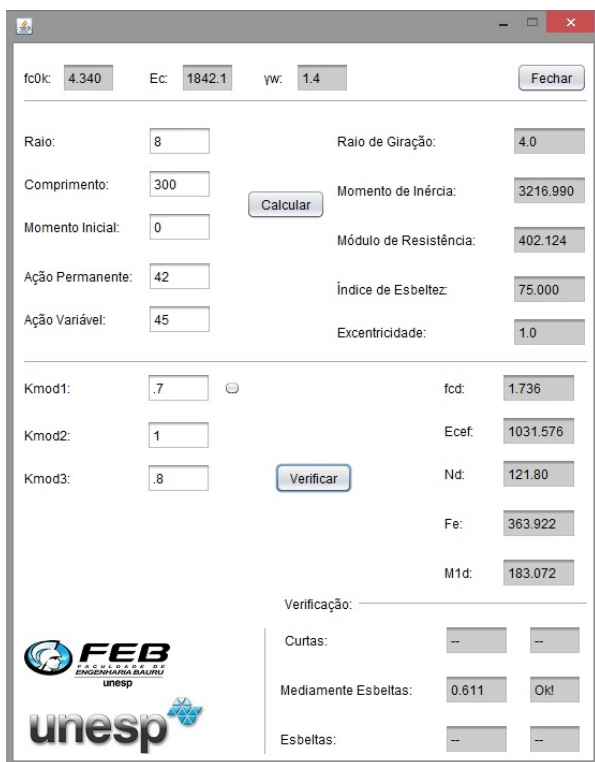 fc0k: 4.340 Ec: 1842.1 γw: 1.4 Fechar
Raio: 8 Raio de Giração: 4.0
Comprimento: 300 Momento de Inércia: 3216.990
Calcular
Momento Inicial: 0 Módulo de Resistência: 402.124
Ação Permanente: 42 Índice de Esbeltez: 75.000
Ação Variável: 45 Excentricidade: 1.0
Kmod1: .7 fcd: 1.736
Kmod2: 1 Ecef: 1031.576
Kmod3: .8 Verificar Nd: 121.80
Fe: 363.922
M1d: 183.072
Verificação:
Curtas: -- --
Mediamente Esbeltas: 0.611 Ok!
Esbeltas: -- --
FEB
FACULDADE DE
ENGENHARIA BAURU
unesp
unesp